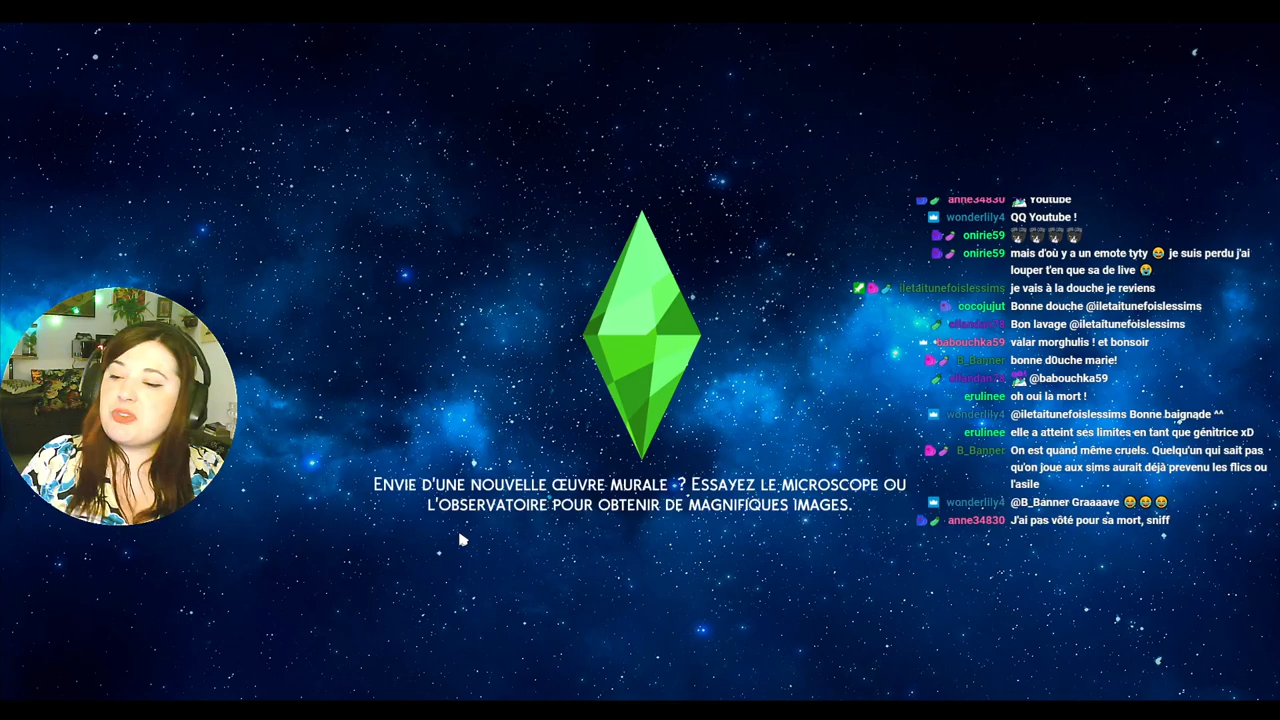 anne34830 Youtube
wonderlily4 QQ Youtube !
onirie59
onirie59 mais d'où y a un emote tyty 😂 je suis perdu j'ai
louper t'en que sa de live 😭
iletaitunefoislessims je vais à la douche je reviens
cocojujut Bonne douche @iletaitunefoislessims
eilandan73 Bon lavage @iletaitunefoislessims
babouchka59 valar morghulis ! et bonsoir
B_Banner bonne d0uche marie!
eilandan73 @babouchka59
erulinee oh oui la mort !
wonderlily4 @iletaitunefoislessims Bonne baignade ^^
erulinee elle a atteint ses limites en tant que génitrice xD
B_Banner On est quand même cruels. Quelqu'un qui sait pas
qu'on joue aux sims aurait déjà prevenu les flics ou
l'asile
wonderlily4 @B_Banner Graaaave 😅 😅 😅
anne34830 J'ai pas vôté pour sa mort, sniff
ENVIE D'UNE NOUVELLE ŒUVRE MURALE ? ESSAYEZ LE MICROSCOPE OU
L'OBSERVATOIRE POUR OBTENIR DE MAGNIFIQUES IMAGES.